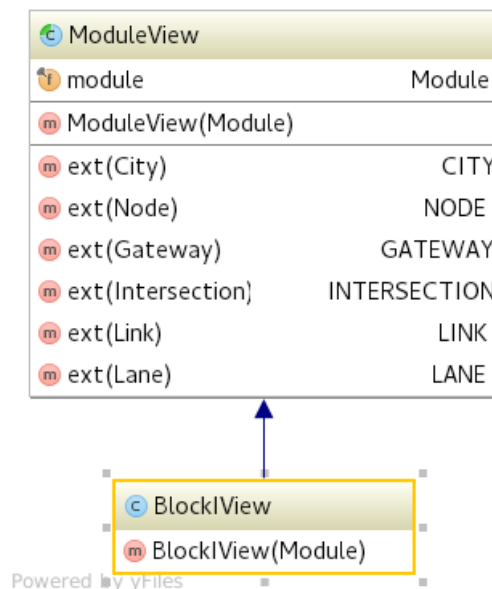 ModuleView
module Module
ModuleView(Module)
ext(City) CITY
ext(Node) NODE
ext(Gateway) GATEWAY
ext(Intersection) INTERSECTION
ext(Link) LINK
ext(Lane) LANE
BlockIView
BlockIView(Module)
Powered by yFiles